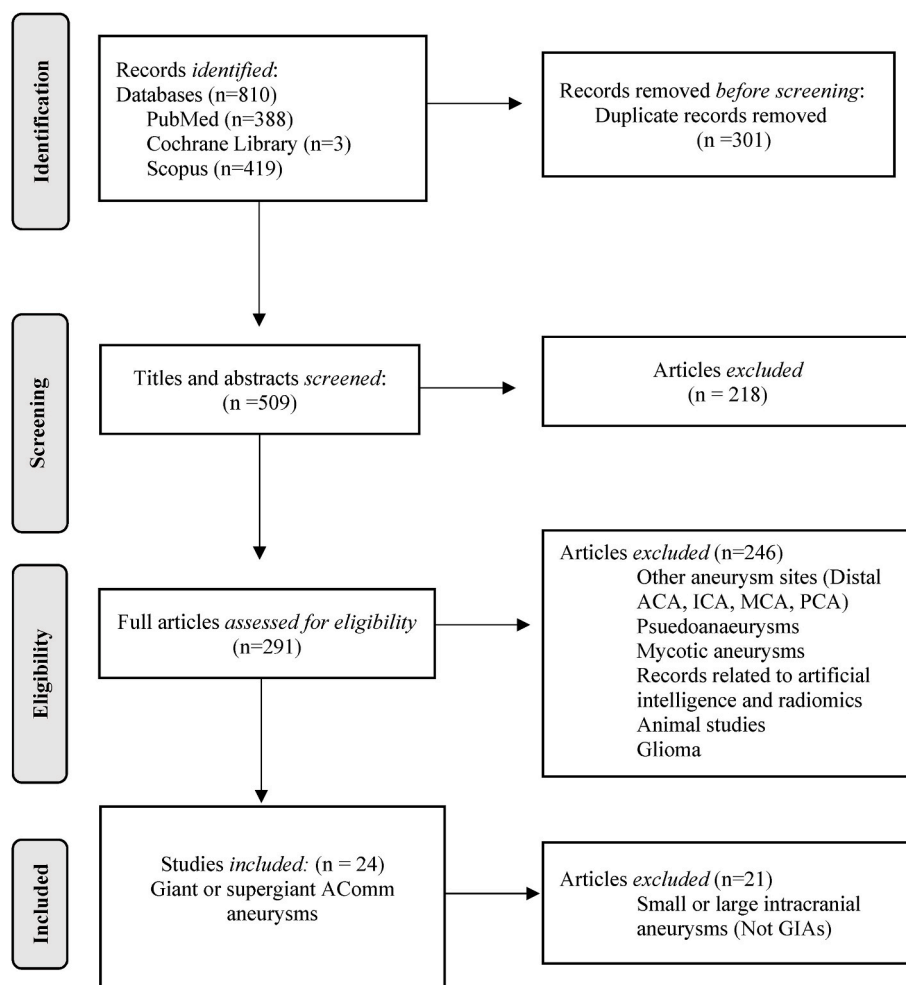 Identification
Records identified:
Databases (n=810)
PubMed (n=388)
Cochrane Library (n=3)
Scopus (n=419)
Records removed before screening:
Duplicate records removed
(n =301)
Screening
Titles and abstracts screened:
(n =509)
Articles excluded
(n = 218)
Eligibility
Full articles assessed for eligibility
(n=291)
Articles excluded (n=246)
Other aneurysm sites (Distal
ACA, ICA, MCA, PCA)
Psuedoanaeurysms
Mycotic aneurysms
Records related to artificial
intelligence and radiomics
Animal studies
Glioma
Included
Studies included: (n = 24)
Giant or supergiant AComm
aneurysms
Articles excluded (n=21)
Small or large intracranial
aneurysms (Not GIAs)